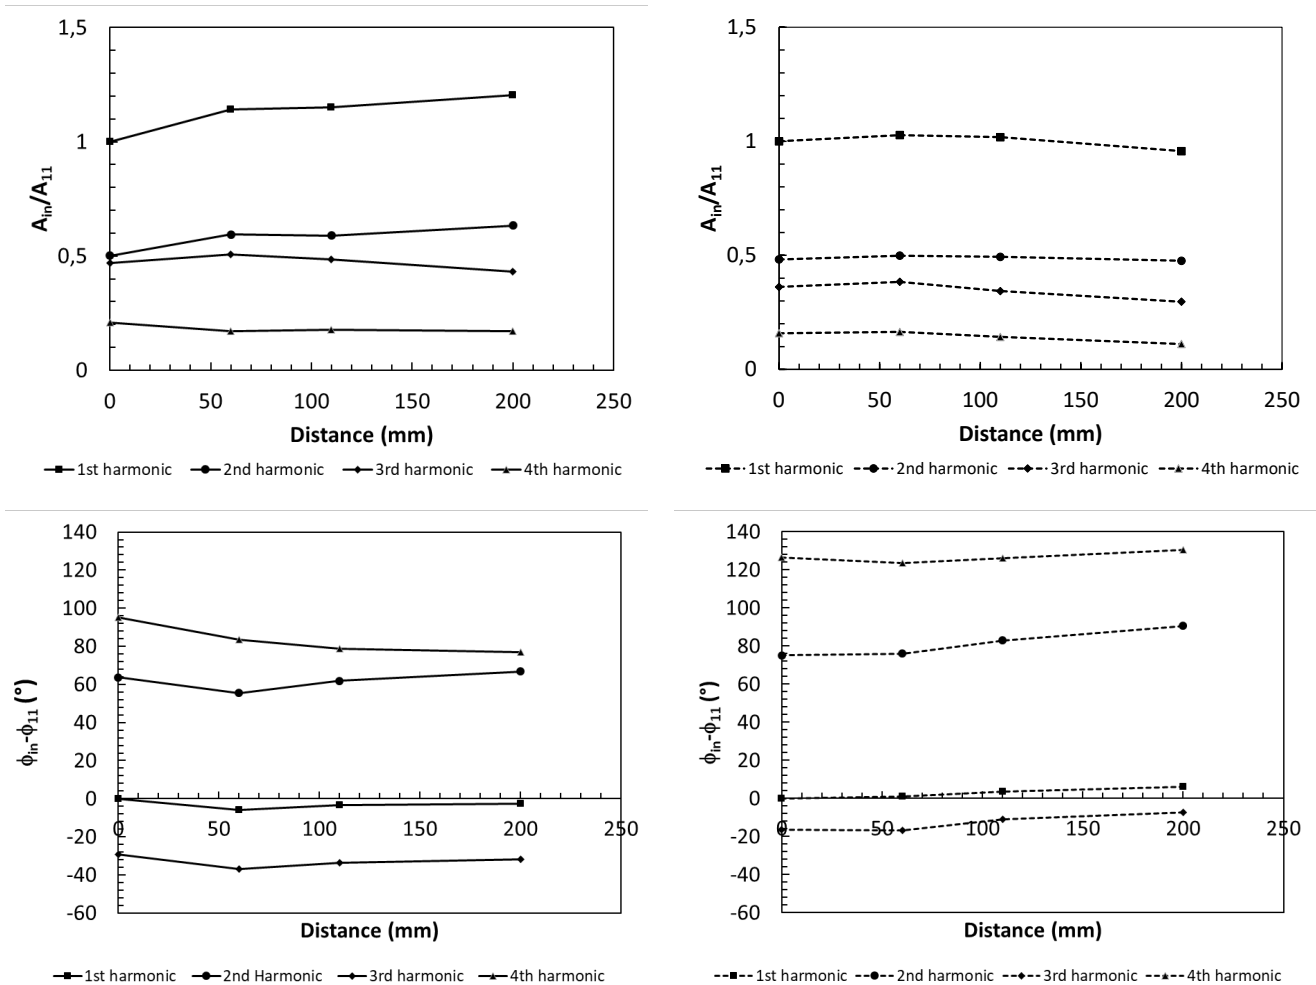 1,5
1
0,5
0
A_in/A_11
0 50 100 150 200 250
Distance (mm)
1st harmonic 2nd harmonic 3rd harmonic 4th harmonic
1,5
1
0,5
0
A_in/A_11
0 50 100 150 200 250
Distance (mm)
1st harmonic 2nd harmonic 3rd harmonic 4th harmonic
140
120
100
80
60
40
20
0
-20
-40
-60
ϕ_in-ϕ_11 (°)
0 50 100 150 200 250
Distance (mm)
1st harmonic 2nd Harmonic 3rd harmonic 4th harmonic
140
120
100
80
60
40
20
0
-20
-40
-60
ϕ_in-ϕ_11 (°)
0 50 100 150 200 250
Distance (mm)
1st harmonic 2nd harmonic 3rd harmonic 4th harmonic